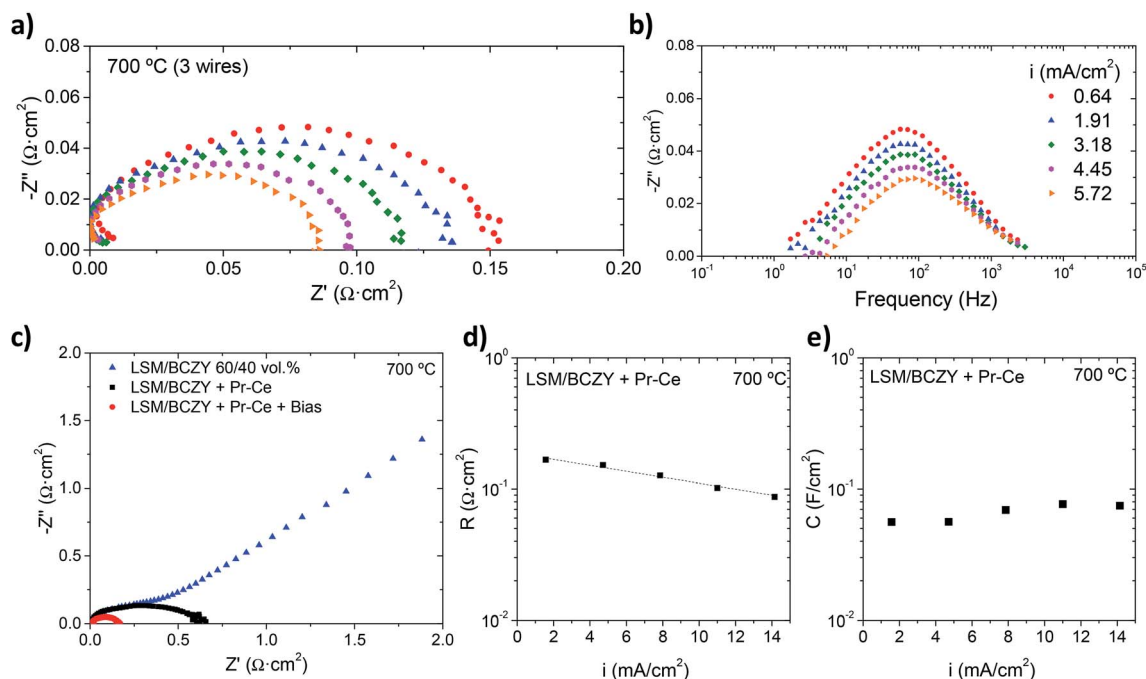 a)
700 ºC (3 wires)
0.08
0.06
0.04
0.02
0.00
-Z'' (Ω·cm²)
0.00 0.05 0.10 0.15 0.20
Z' (Ω·cm²)
b)
i (mA/cm²)
0.64
1.91
3.18
4.45
5.72
0.08
0.06
0.04
0.02
0.00
-Z'' (Ω·cm²)
10⁻¹ 10⁰ 10¹ 10² 10³ 10⁴ 10⁵
Frequency (Hz)
c)
LSM/BCZY 60/40 vol.% 700 ºC
LSM/BCZY + Pr-Ce
LSM/BCZY + Pr-Ce + Bias
2.0
1.5
1.0
0.5
0.0
-Z'' (Ω·cm²)
0.0 0.5 1.0 1.5 2.0
Z' (Ω·cm²)
d)
LSM/BCZY + Pr-Ce 700 ºC
10⁰
10⁻¹
10⁻²
R (Ω·cm²)
0 2 4 6 8 10 12 14
i (mA/cm²)
e)
LSM/BCZY + Pr-Ce 700 ºC
10⁰
10⁻¹
10⁻²
C (F/cm²)
0 2 4 6 8 10 12 14
i (mA/cm²)